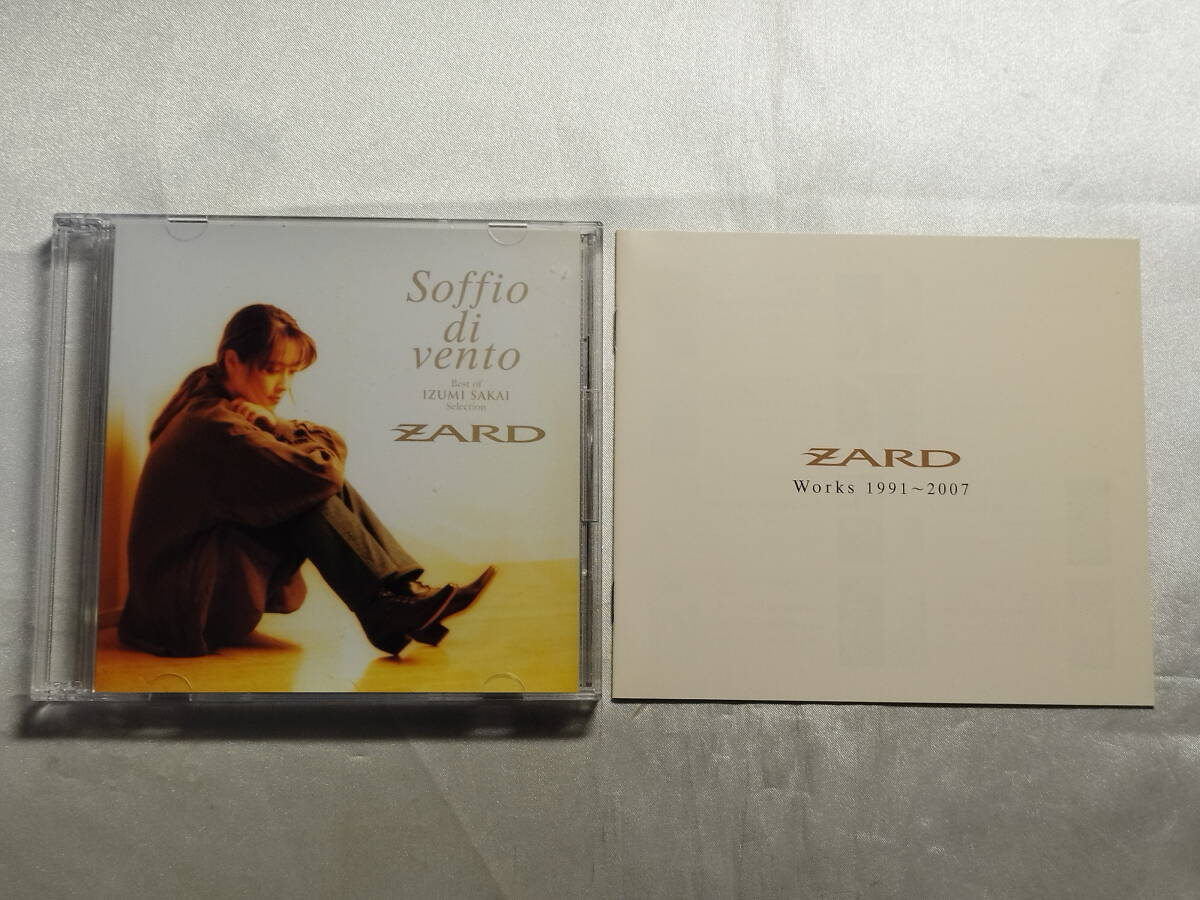 Soffio
di
vento
Best of
IZUMI SAKAI
Selection
ZARD
ZARD
Works 1991~2007